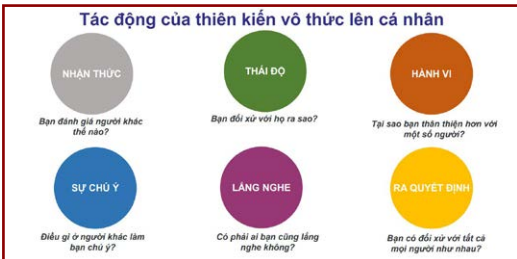 Tác động của thiên kiến vô thức lên cá nhân
NHẬN THỨC
THÁI ĐỘ
HÀNH VI
Bạn đánh giá người khác
thế nào?
Bạn đối xử với họ ra sao?
Tại sao bạn thân thiện hơn với
một số người?
SỰ CHÚ Ý
LẮNG NGHE
RA QUYẾT ĐỊNH
Điều gì ở người khác làm
bạn chú ý?
Có phải ai bạn cũng lắng
nghe không?
Bạn có đối xử với tất cả
mọi người như nhau?